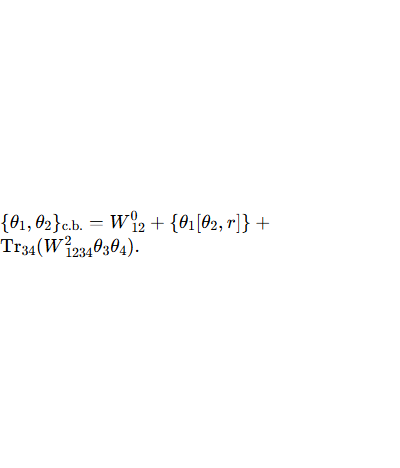 {θ₁, θ₂}c.b. = W⁰₁₂ + {θ₁[θ₂, r]} +
Tr₃₄(W²₁₂₃₄θ₃θ₄).